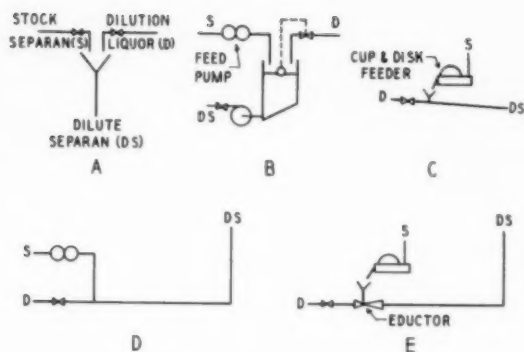 STOCK
SEPARAN(S)
DILUTION
LIQUOR (D)
DILUTE
SEPARAN (DS)
A
S
D
FEED
PUMP
DS
B
CUP & DISK
FEEDER
S
D
DS
C
S
D
DS
D
S
D
DS
EDUCTOR
E